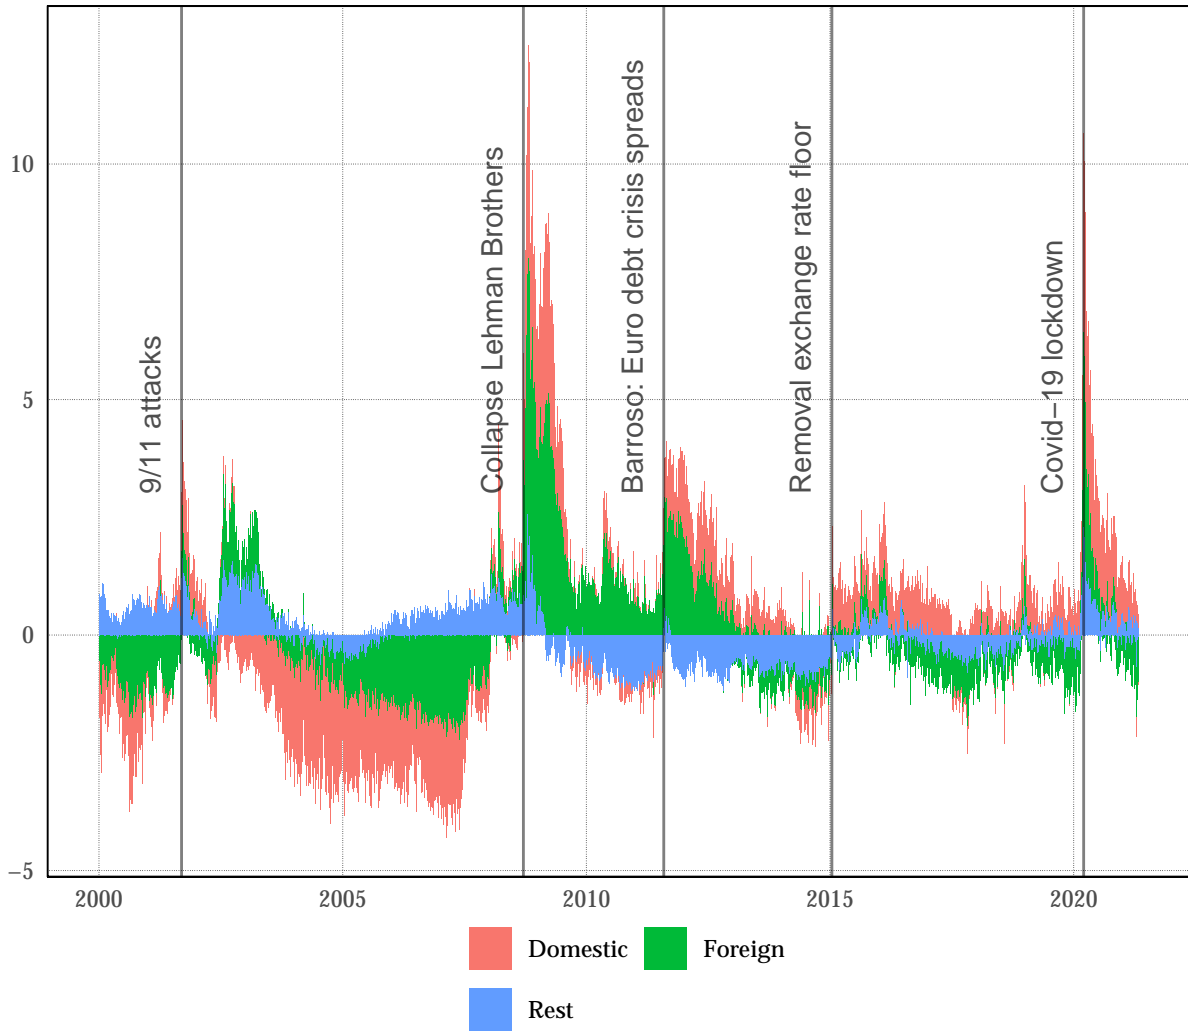 10
5
0
−5
9/11 attacks
Collapse Lehman Brothers
Barroso: Euro debt crisis spreads
Removal exchange rate floor
Covid−19 lockdown
2000 2005 2010 2015 2020
Domestic Foreign
Rest